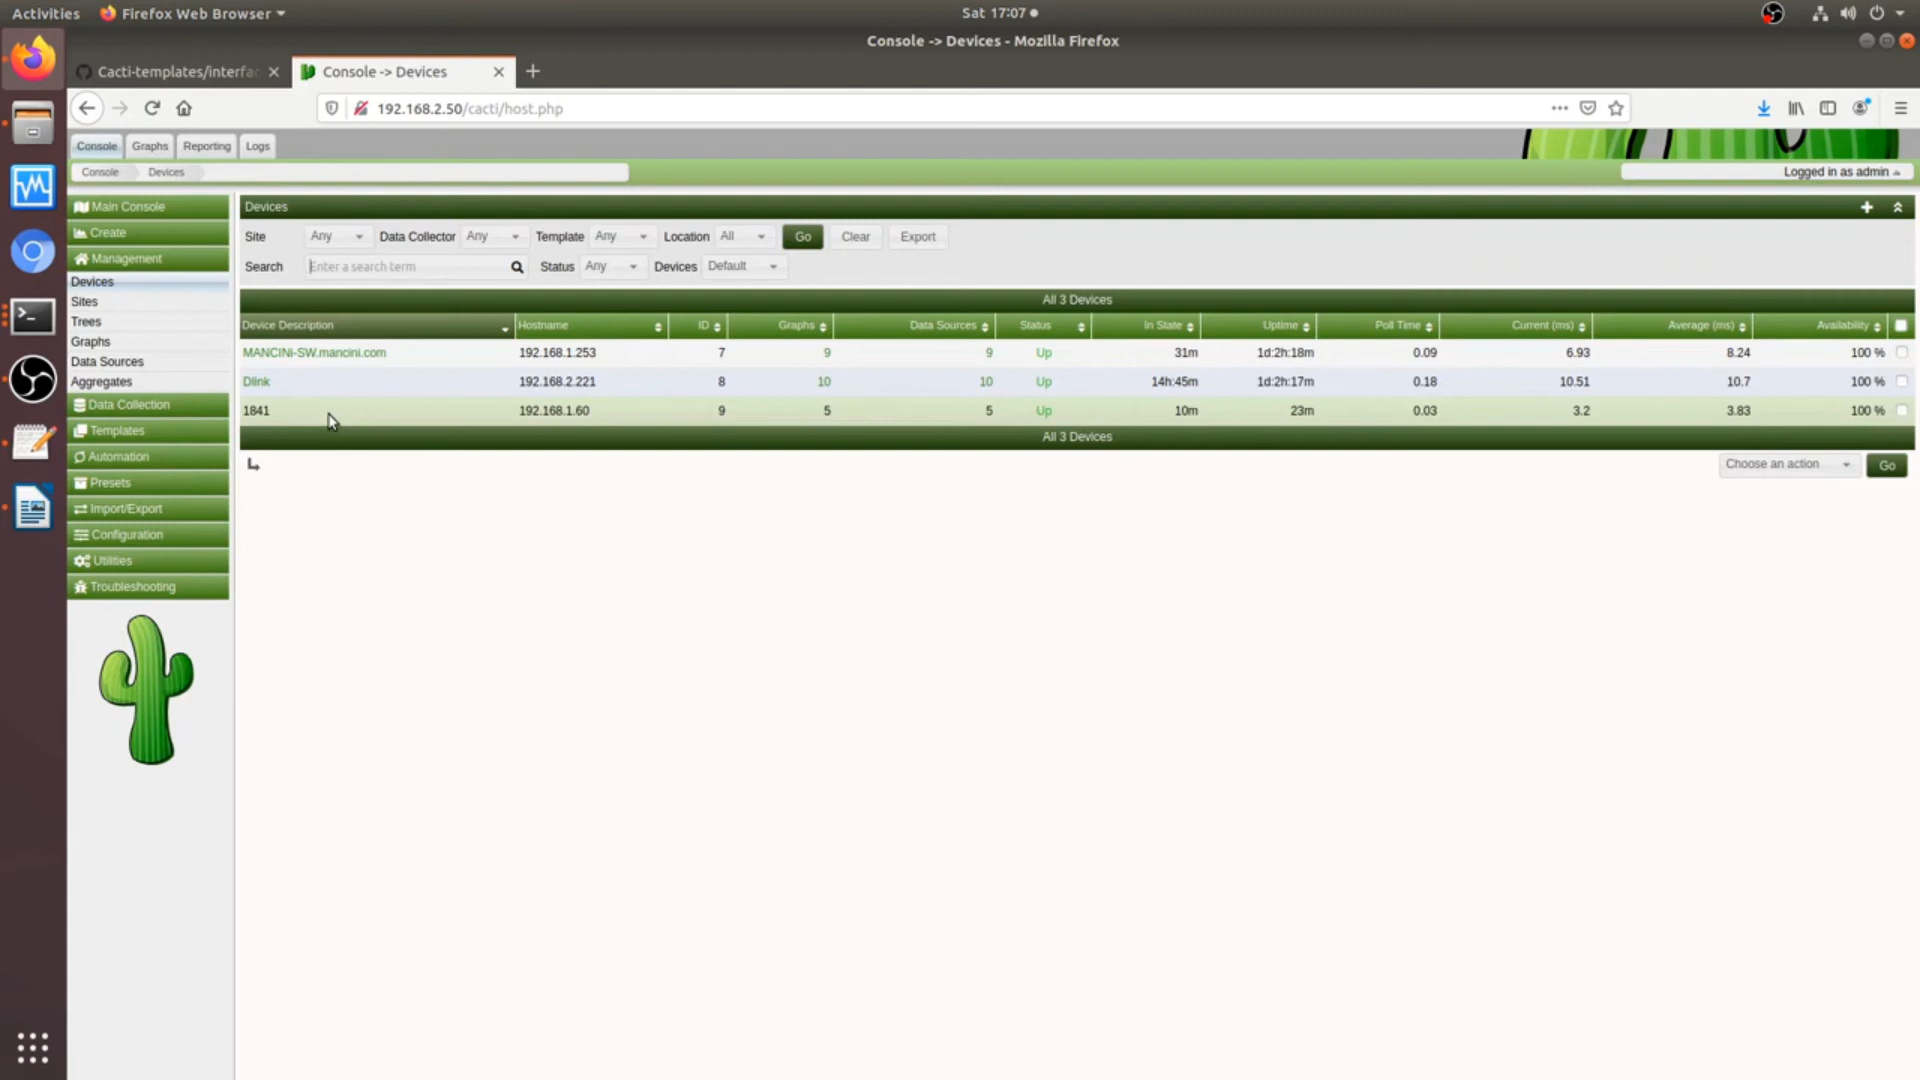 Activities Firefox Web Browser Sat 17:07
Console -> Devices - Mozilla Firefox
Cacti-templates/interfac Console -> Devices
192.168.2.50/cacti/host.php
Console Graphs Reporting Logs
Console Devices Logged in as admin
Main Console
Create
Management
Devices
Sites
Trees
Graphs
Data Sources
Aggregates
Data Collection
Templates
Automation
Presets
Import/Export
Configuration
Utilities
Troubleshooting
Devices
Site Any Data Collector Any Template Any Location All Go Clear Export
Search Enter a search term Status Any Devices Default
All 3 Devices
Device Description Hostname ID Graphs Data Sources Status In State Uptime Poll Time Current (ms) Average (ms) Availability
MANCINI-SW.mancini.com 192.168.1.253 7 9 9 Up 31m 1d:2h:18m 0.09 6.93 8.24 100 %
Dlink 192.168.2.221 8 10 10 Up 14h:45m 1d:2h:17m 0.18 10.51 10.7 100 %
1841 192.168.1.60 9 5 5 Up 10m 23m 0.03 3.2 3.83 100 %
All 3 Devices
Choose an action Go